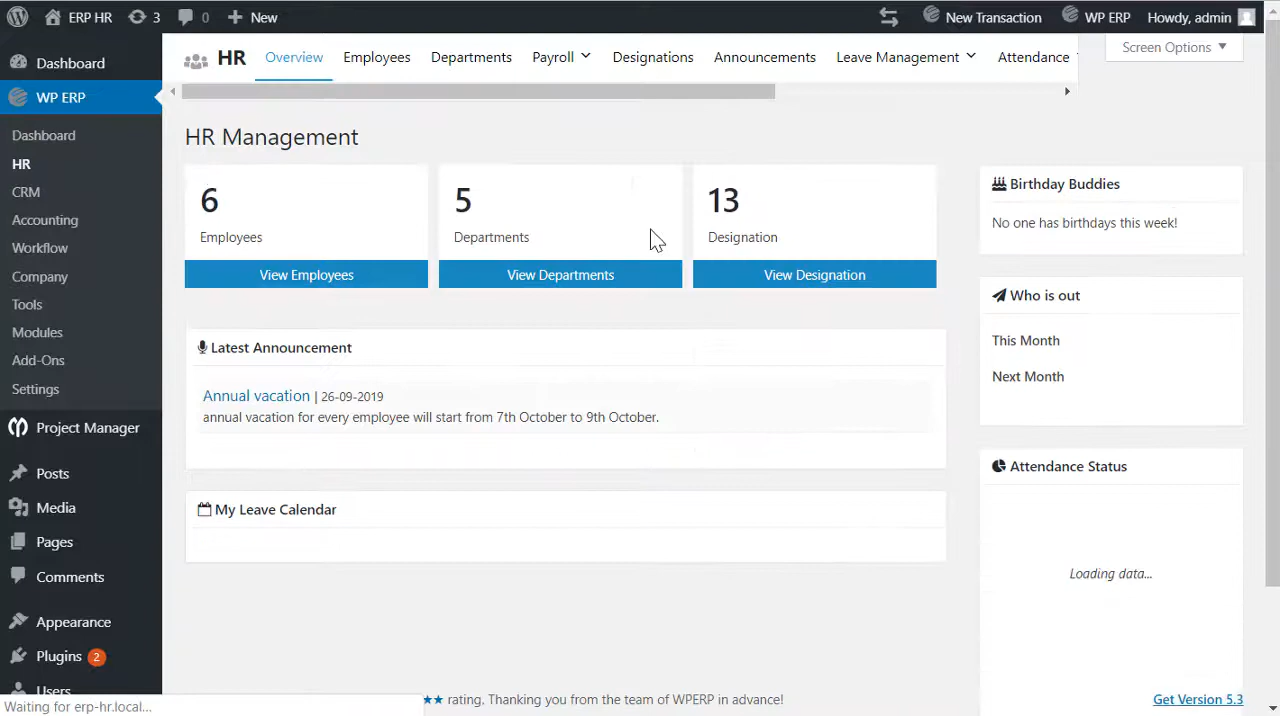 ERP HR 3 0 New New Transaction WP ERP Howdy, admin
Dashboard
WP ERP
Dashboard
HR
CRM
Accounting
Workflow
Company
Tools
Modules
Add-Ons
Settings
Project Manager
Posts
Media
Pages
Comments
Appearance
Plugins 2
Users
HR Overview Employees Departments Payroll Designations Announcements Leave Management Attendance
Screen Options
HR Management
6
Employees
View Employees
5
Departments
View Departments
13
Designation
View Designation
Latest Announcement
Annual vacation | 26-09-2019
annual vacation for every employee will start from 7th October to 9th October.
My Leave Calendar
Birthday Buddies
No one has birthdays this week!
Who is out
This Month
Next Month
Attendance Status
Loading data...
★★ rating. Thanking you from the team of WPERP in advance!
Get Version 5.3
Waiting for erp-hr.local...